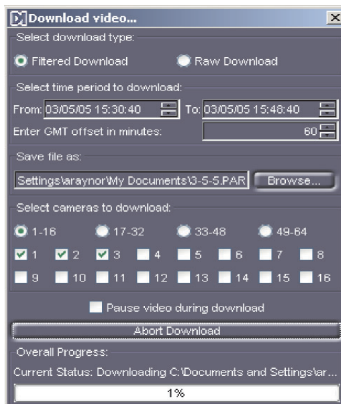 Download video...
Select download type:
Filtered Download Raw Download
Select time period to download:
From: 03/05/05 15:30:40 To: 03/05/05 15:48:40
Enter GMT offset in minutes: 60
Save file as:
Settings\araynor\My Documents\3-5-5.PAR Browse...
Select cameras to download:
1-16 17-32 33-48 49-64
1 2 3 4 5 6 7 8
9 10 11 12 13 14 15 16
Pause video during download
Abort Download
Overall Progress:
Current Status: Downloading C:\Documents and Settings\ar...
1%